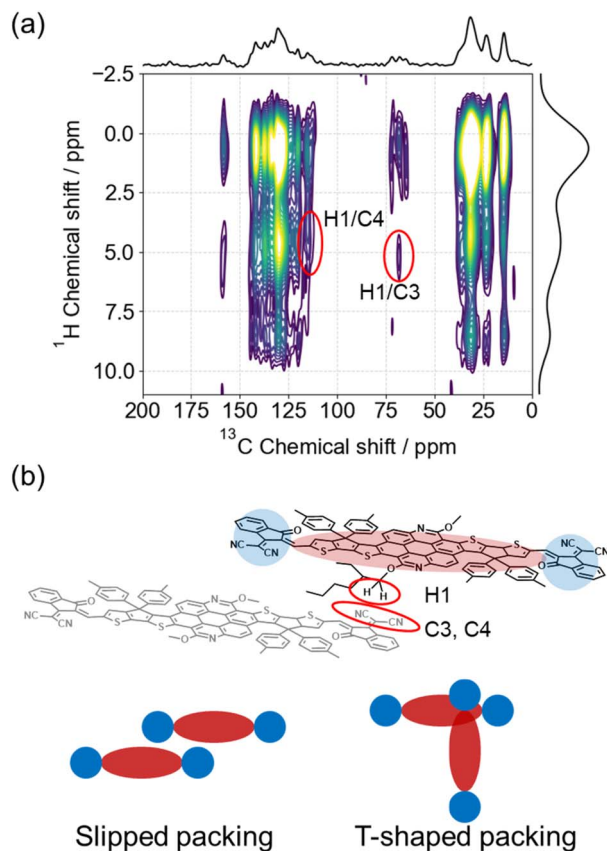 (a)
−2.5
0.0
2.5
5.0
7.5
10.0
¹H Chemical shift / ppm
H1/C4
H1/C3
200 175 150 125 100 75 50 25 0
¹³C Chemical shift / ppm
(b)
O
N
O
S
S
NC
CN
NC
CN
S
S
O
O
N
H H
H1
C3, C4
O
N
O
S
S
NC
CN
NC
CN
S
S
O
O
N
Slipped packing
T-shaped packing